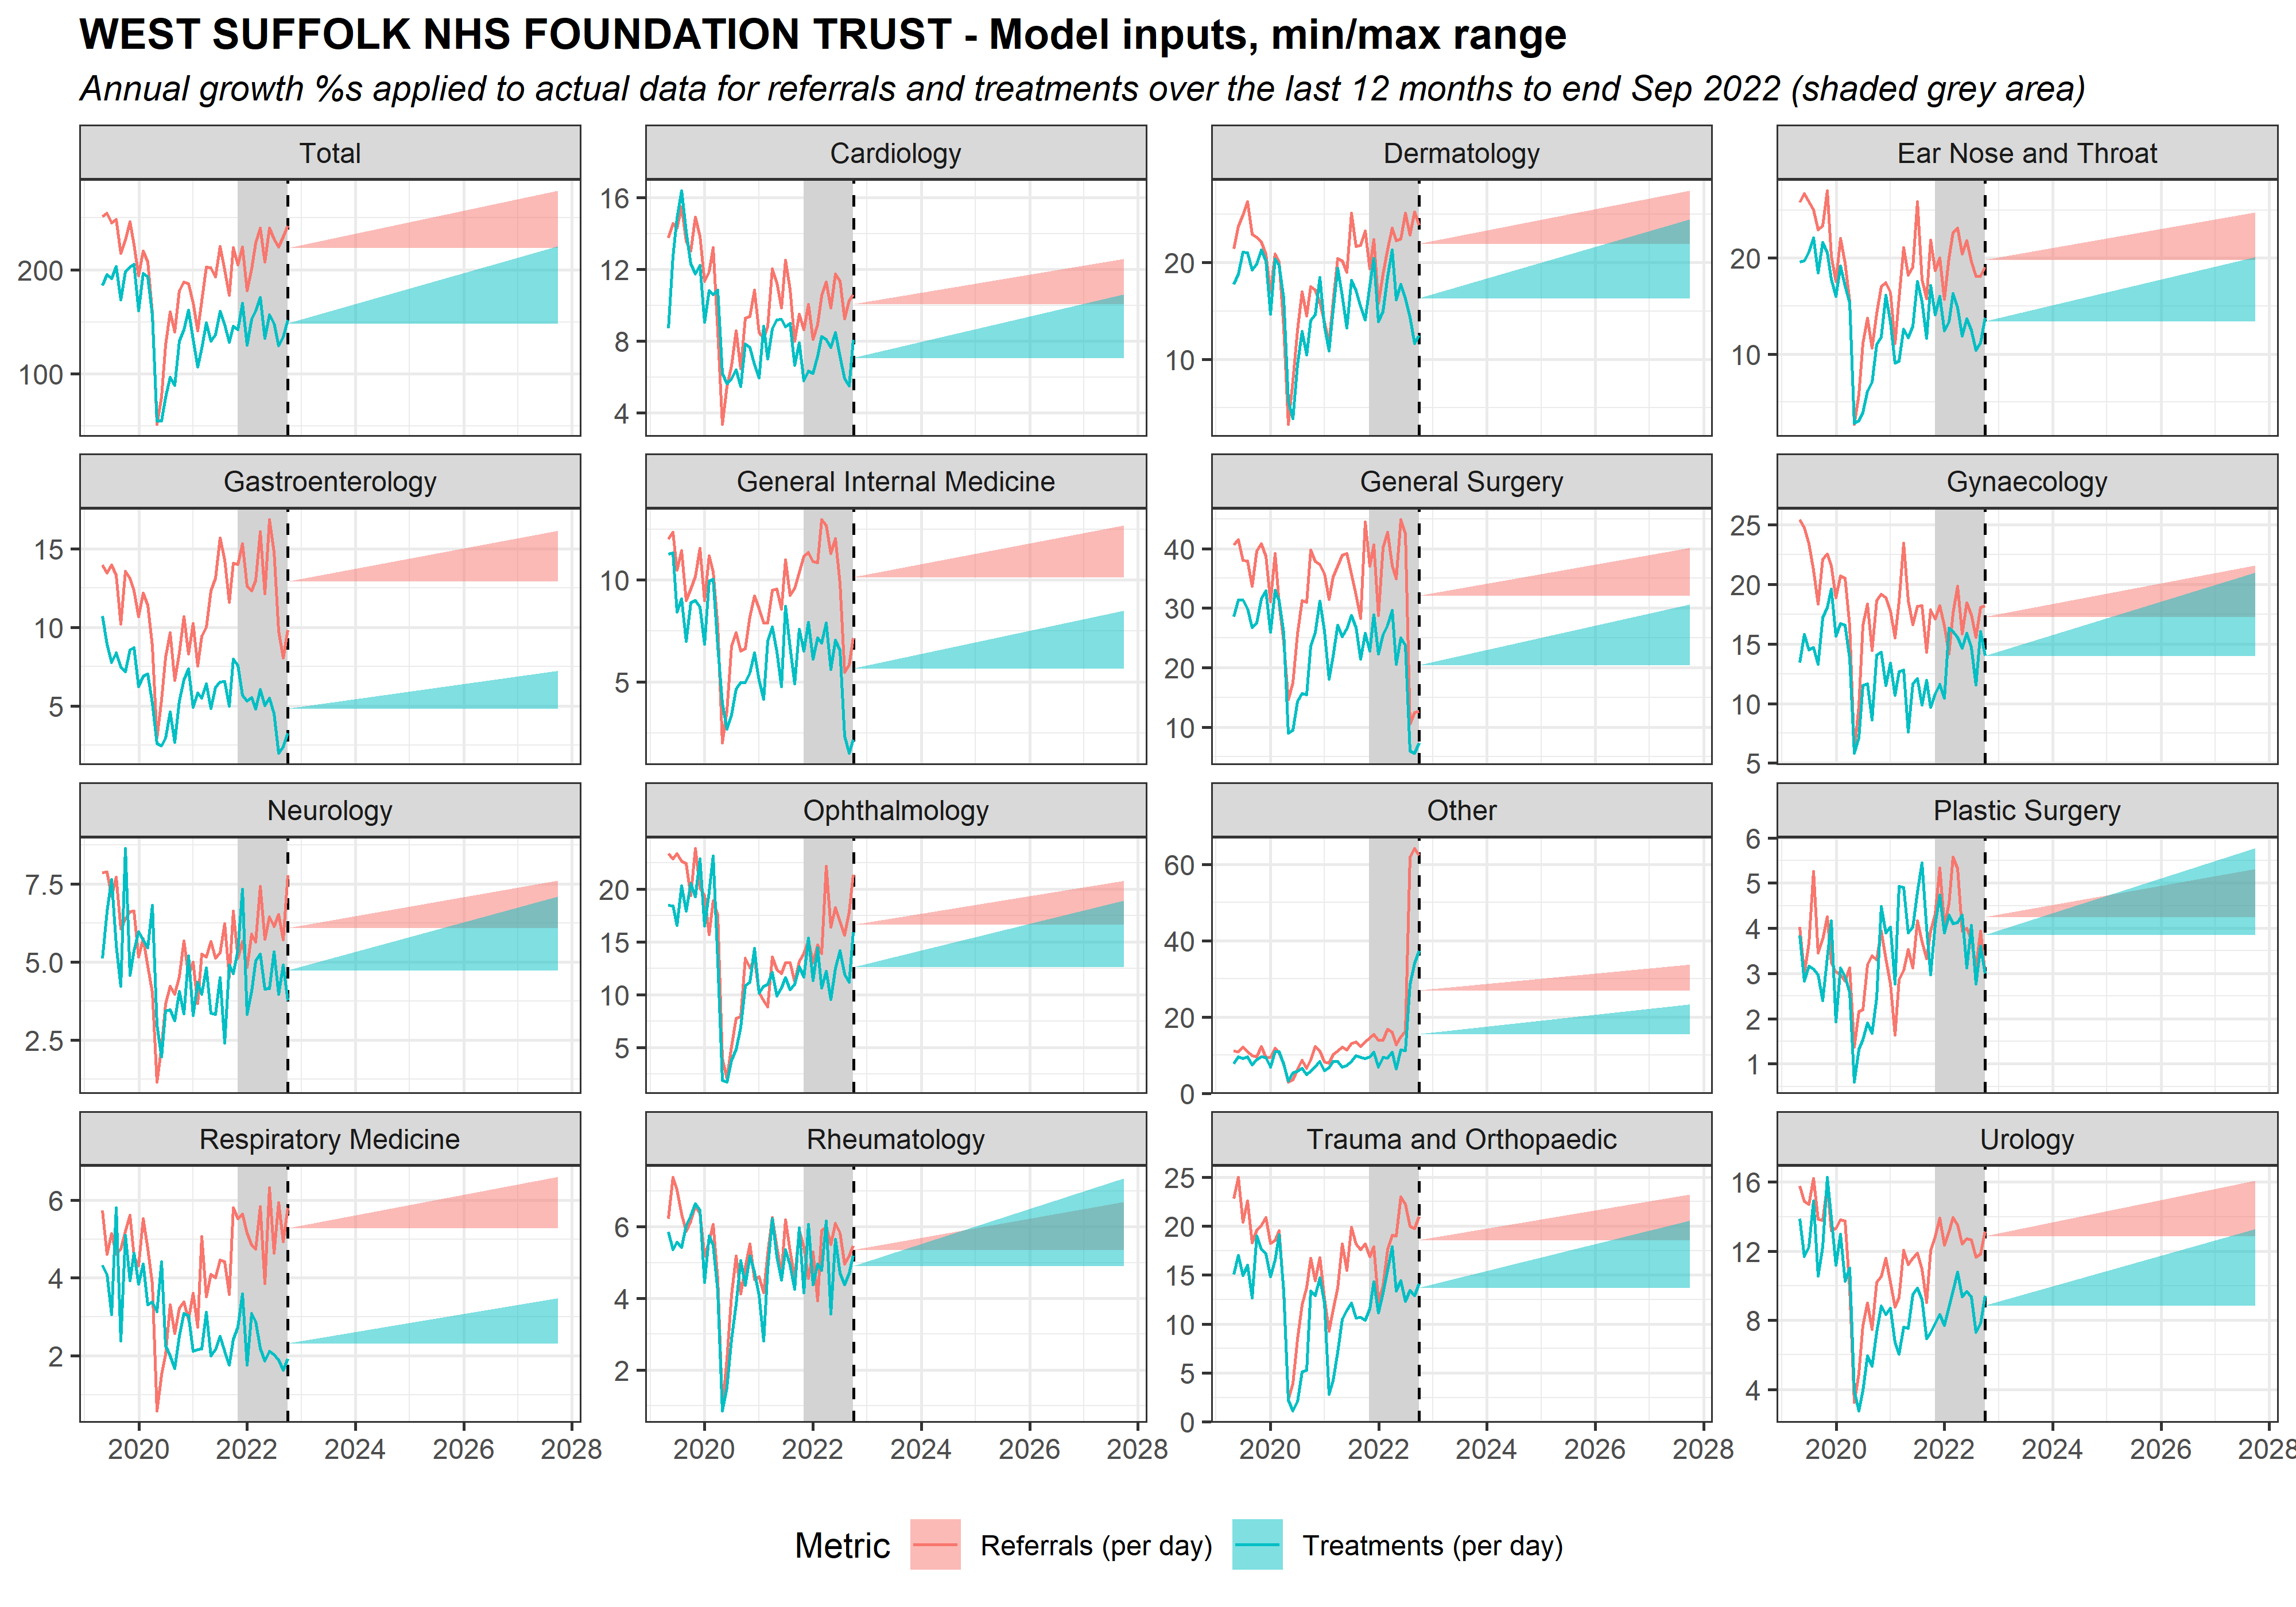 WEST SUFFOLK NHS FOUNDATION TRUST - Model inputs, min/max range
Annual growth %s applied to actual data for referrals and treatments over the last 12 months to end Sep 2022 (shaded grey area)
Total
Cardiology
Dermatology
Ear Nose and Throat
200
100
16
12
8
4
20
10
20
10
Gastroenterology
General Internal Medicine
General Surgery
Gynaecology
15
10
5
10
5
40
30
20
10
25
20
15
10
5
Neurology
Ophthalmology
Other
Plastic Surgery
7.5
5.0
2.5
20
15
10
5
60
40
20
0
6
5
4
3
2
1
Respiratory Medicine
Rheumatology
Trauma and Orthopaedic
Urology
6
4
2
6
4
2
25
20
15
10
5
0
16
12
8
4
2020 2022 2024 2026 2028
2020 2022 2024 2026 2028
2020 2022 2024 2026 2028
2020 2022 2024 2026 2028
Metric Referrals (per day) Treatments (per day)